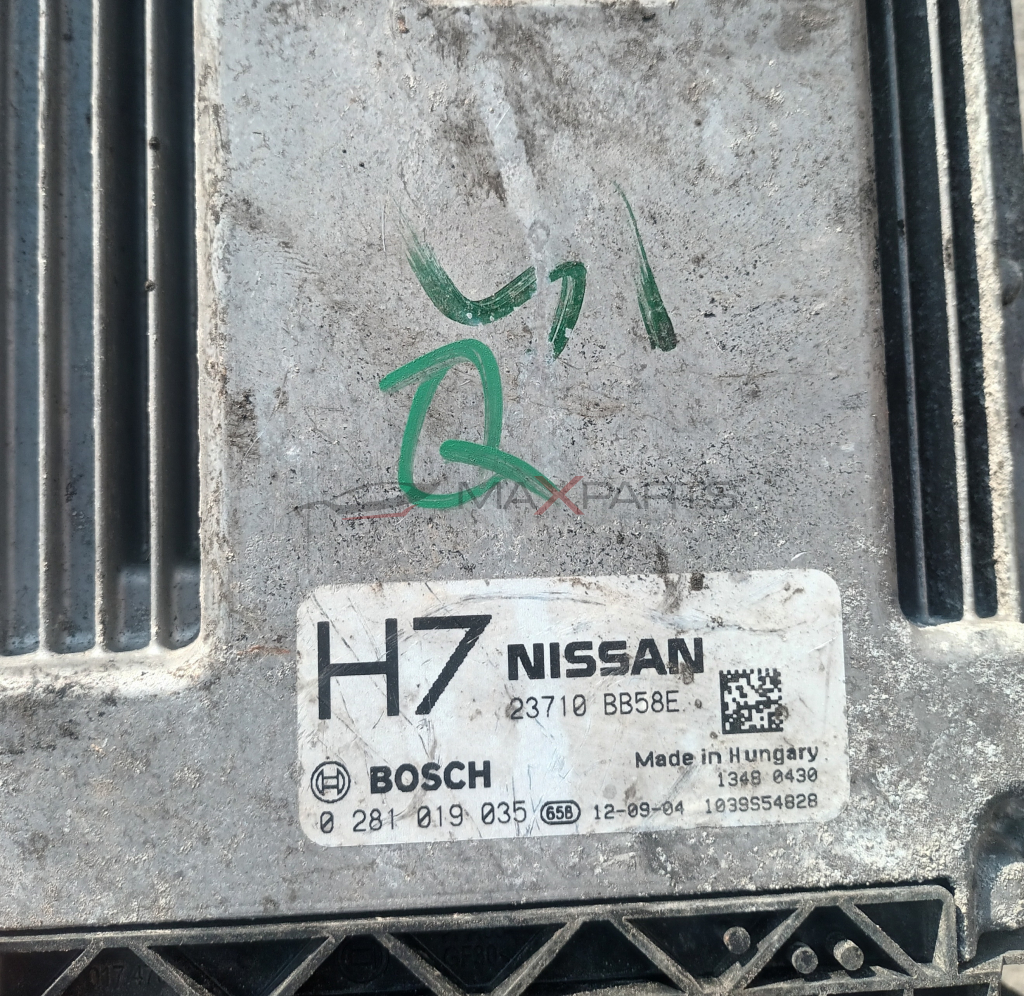 Q
MAXPARTS
H7 NISSAN
23710 BB58E
Made in Hungary
BOSCH
1348 0430
0 281 019 035 658 12-09-04 1039S54828